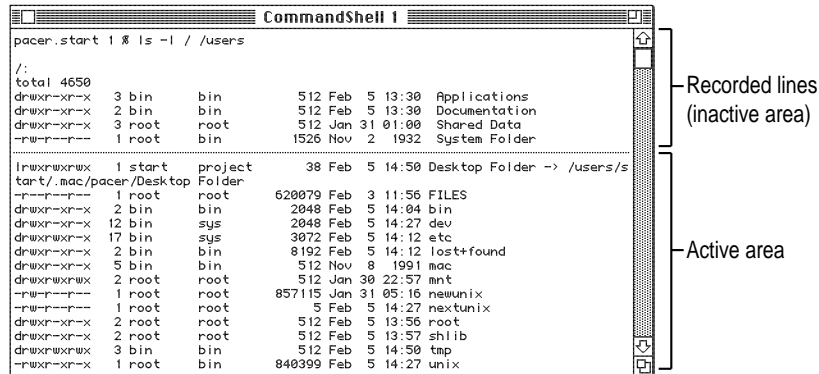 CommandShell 1
pacer.start 1 % ls -l / /users
/:
total 4650
drwxr-xr-x 3 bin bin 512 Feb 5 13:30 Applications
drwxr-xr-x 2 bin bin 512 Feb 5 13:30 Documentation
drwxr-xr-x 3 root root 512 Jan 31 01:00 Shared Data
-rw-r--r-- 1 root bin 1526 Nov 2 1932 System Folder
lrwxrwxrwx 1 start project 38 Feb 5 14:50 Desktop Folder -> /users/s
tart/.mac/pacer/Desktop Folder
-r--r--r-- 1 root root 620079 Feb 3 11:56 FILES
drwxr-xr-x 2 bin bin 2048 Feb 5 14:04 bin
drwxr-xr-x 12 bin sys 2048 Feb 5 14:27 dev
drwxr-xr-x 17 bin sys 3072 Feb 5 14:12 etc
drwxr-xr-x 2 bin bin 8192 Feb 5 14:12 lost+found
drwxr-xr-x 5 bin bin 512 Nov 8 1991 mac
drwxrwxrwx 2 root root 512 Jan 30 22:57 mnt
-rw-r--r-- 1 root root 857115 Jan 31 05:16 newunix
-rw-r--r-- 1 root root 5 Feb 5 14:27 nextunix
drwxr-xr-x 2 root root 512 Feb 5 13:56 root
drwxr-xr-x 2 root root 512 Feb 5 13:57 shlib
drwxrwxrwx 3 bin bin 512 Feb 5 14:50 tmp
-rwxr-xr-x 1 root bin 840399 Feb 5 14:27 unix
Recorded lines
(inactive area)
Active area